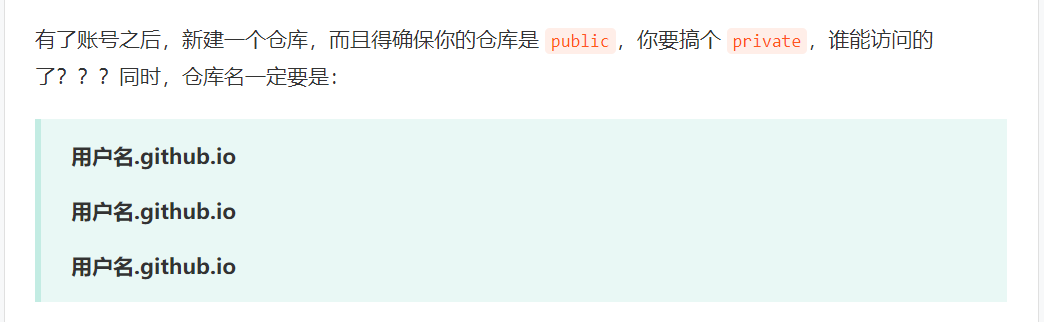 有了账号之后，新建一个仓库，而且得确保你的仓库是 public，你要搞个 private，谁能访问的
了？？？同时，仓库名一定要是：
用户名.github.io
用户名.github.io
用户名.github.io